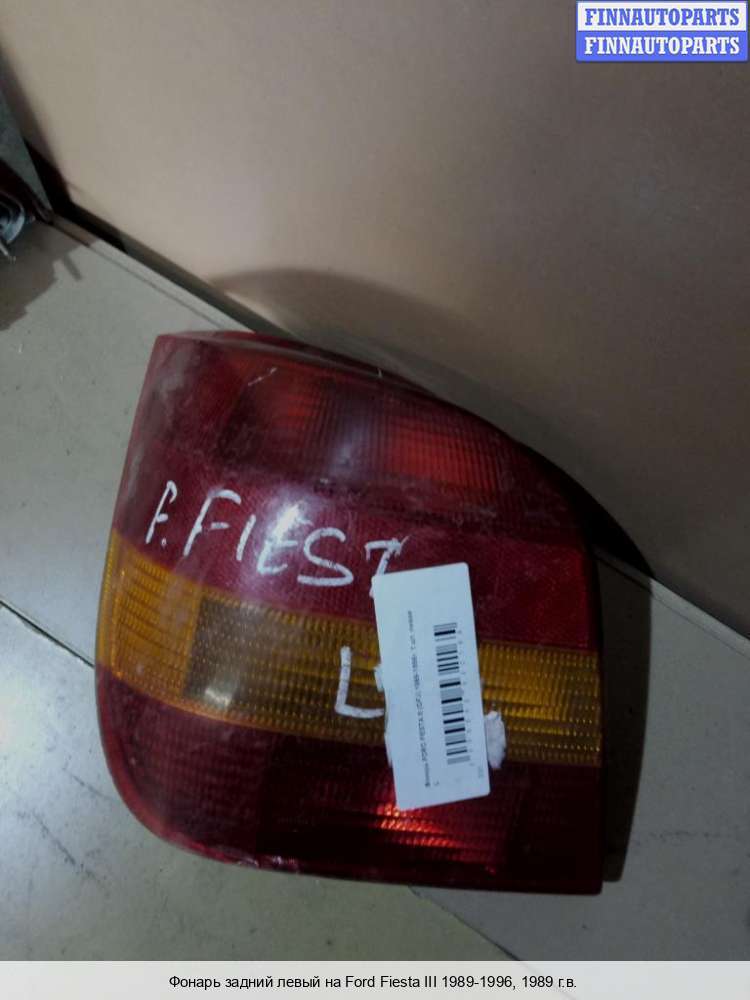 FINNAUTOPARTS
FINNAUTOPARTS
F.FIEST
L
Фонарь задний левый на Ford Fiesta III 1989-1996, 1989 г.в.